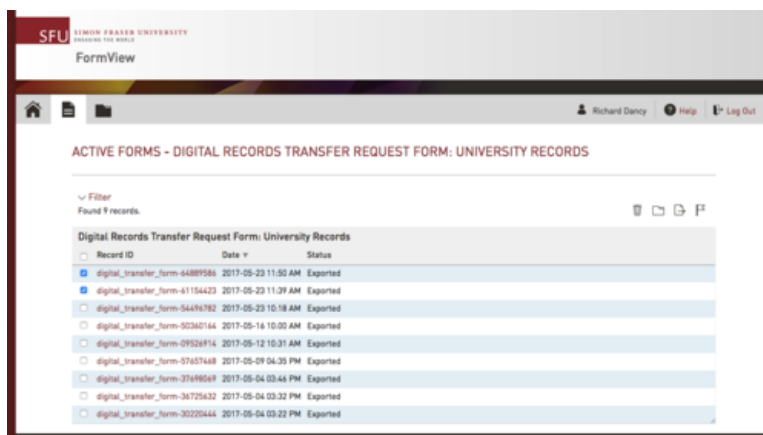 SFU SIMON FRASER UNIVERSITY
ENGAGING THE WORLD
FormView
Richard Dancy Help Log Out
ACTIVE FORMS - DIGITAL RECORDS TRANSFER REQUEST FORM: UNIVERSITY RECORDS
Filter
Found 9 records.
Digital Records Transfer Request Form: University Records
Record ID Date Status
digital_transfer_form-64889586 2017-05-23 11:50 AM Exported
digital_transfer_form-61154423 2017-05-23 11:39 AM Exported
digital_transfer_form-54496782 2017-05-23 10:18 AM Exported
digital_transfer_form-50360164 2017-05-16 10:00 AM Exported
digital_transfer_form-09526914 2017-05-12 10:31 AM Exported
digital_transfer_form-57657468 2017-05-09 04:35 PM Exported
digital_transfer_form-37698069 2017-05-04 03:46 PM Exported
digital_transfer_form-36725632 2017-05-04 03:32 PM Exported
digital_transfer_form-30220444 2017-05-04 03:22 PM Exported